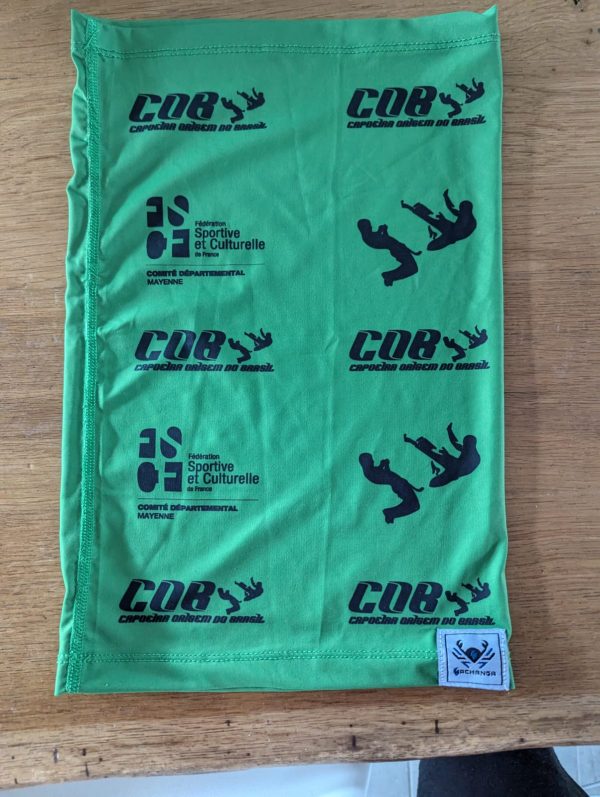 COB
CAPOEIRA ORIGEM DO BRASIL
COB
CAPOEIRA ORIGEM DO BRASIL
FSCF
Fédération
Sportive
et Culturelle
de France
COMITÉ DÉPARTEMENTAL
MAYENNE
COB
CAPOEIRA ORIGEM DO BRASIL
COB
CAPOEIRA ORIGEM DO BRASIL
FSCF
Fédération
Sportive
et Culturelle
de France
COMITÉ DÉPARTEMENTAL
MAYENNE
COB
CAPOEIRA ORIGEM DO BRASIL
COB
CAPOEIRA ORIGEM DO BRASIL